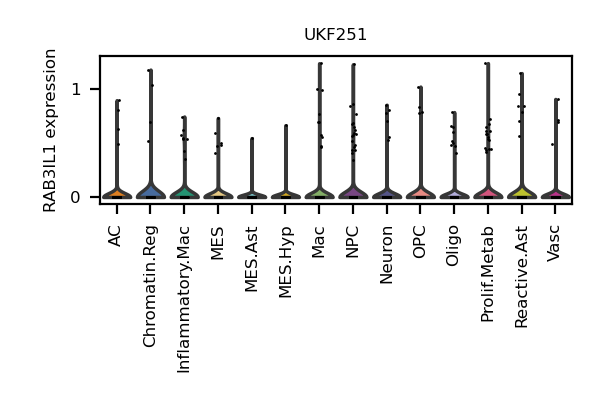 UKF251
RAB3IL1 expression
1
0
AC
Chromatin.Reg
Inflammatory.Mac
MES
MES.Ast
MES.Hyp
Mac
NPC
Neuron
OPC
Oligo
Prolif.Metab
Reactive.Ast
Vasc